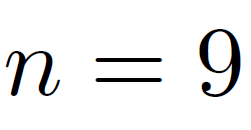 n = 9